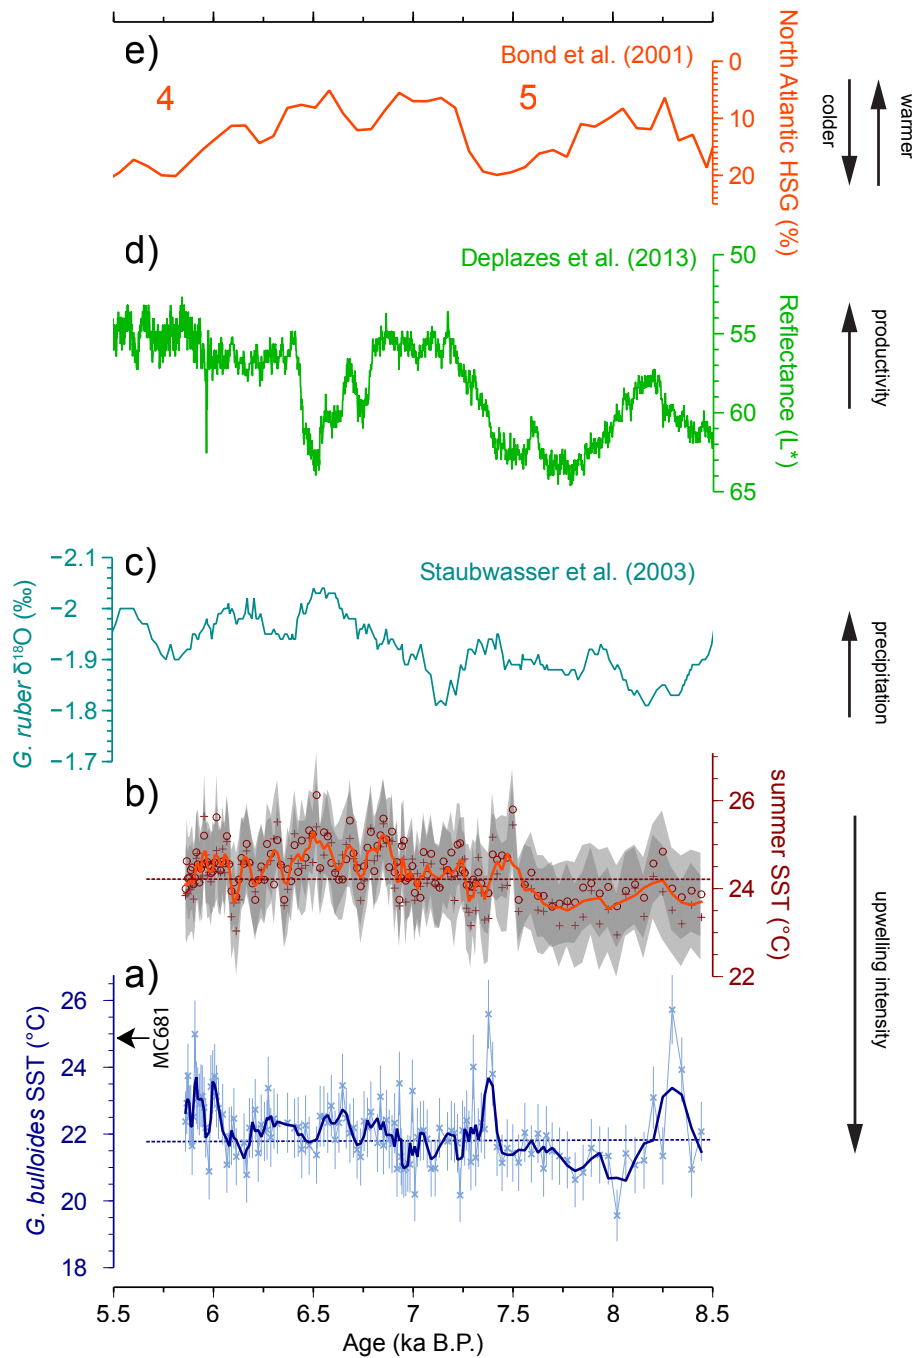 e)
Bond et al. (2001)
4
5
0
10
20
North Atlantic HSG (%)
colder
warmer
d)
Deplazes et al. (2013)
50
55
60
65
Reflectance (L*)
productivity
c)
Staubwasser et al. (2003)
−2.1
−2
−1.9
−1.8
−1.7
G. ruber δ18O (‰)
precipitation
b)
26
24
22
summer SST (°C)
a)
26
24
22
20
18
G. bulloides SST (°C)
MC681
upwelling intensity
5.5 6 6.5 7 7.5 8 8.5
Age (ka B.P.)